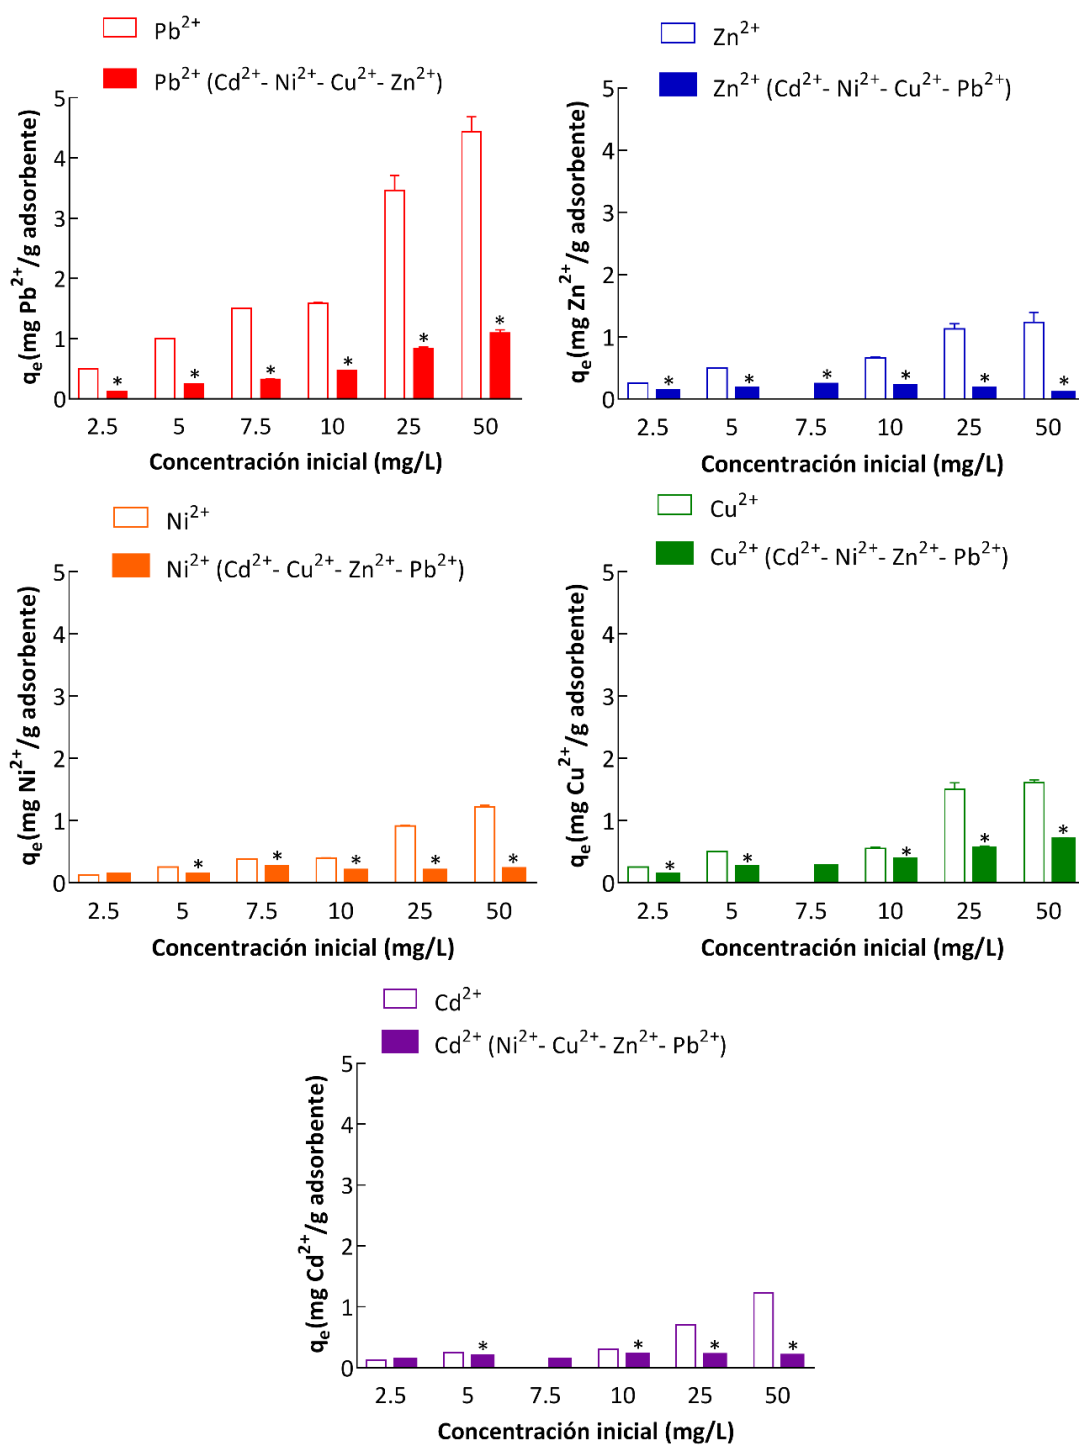 Pb²⁺
Pb²⁺ (Cd²⁺- Ni²⁺- Cu²⁺- Zn²⁺)
qₑ(mg Pb²⁺/g adsorbente)
5
4
3
2
1
0
* * * * * *
2.5 5 7.5 10 25 50
Concentración inicial (mg/L)
Zn²⁺
Zn²⁺ (Cd²⁺- Ni²⁺- Cu²⁺- Pb²⁺)
qₑ(mg Zn²⁺/g adsorbente)
5
4
3
2
1
0
* * * * * *
2.5 5 7.5 10 25 50
Concentración inicial (mg/L)
Ni²⁺
Ni²⁺ (Cd²⁺- Cu²⁺- Zn²⁺- Pb²⁺)
qₑ(mg Ni²⁺/g adsorbente)
5
4
3
2
1
0
* * * * *
2.5 5 7.5 10 25 50
Concentración inicial (mg/L)
Cu²⁺
Cu²⁺ (Cd²⁺- Ni²⁺- Zn²⁺- Pb²⁺)
qₑ(mg Cu²⁺/g adsorbente)
5
4
3
2
1
0
* * * * *
2.5 5 7.5 10 25 50
Concentración inicial (mg/L)
Cd²⁺
Cd²⁺ (Ni²⁺- Cu²⁺- Zn²⁺- Pb²⁺)
qₑ(mg Cd²⁺/g adsorbente)
5
4
3
2
1
0
* * * *
2.5 5 7.5 10 25 50
Concentración inicial (mg/L)